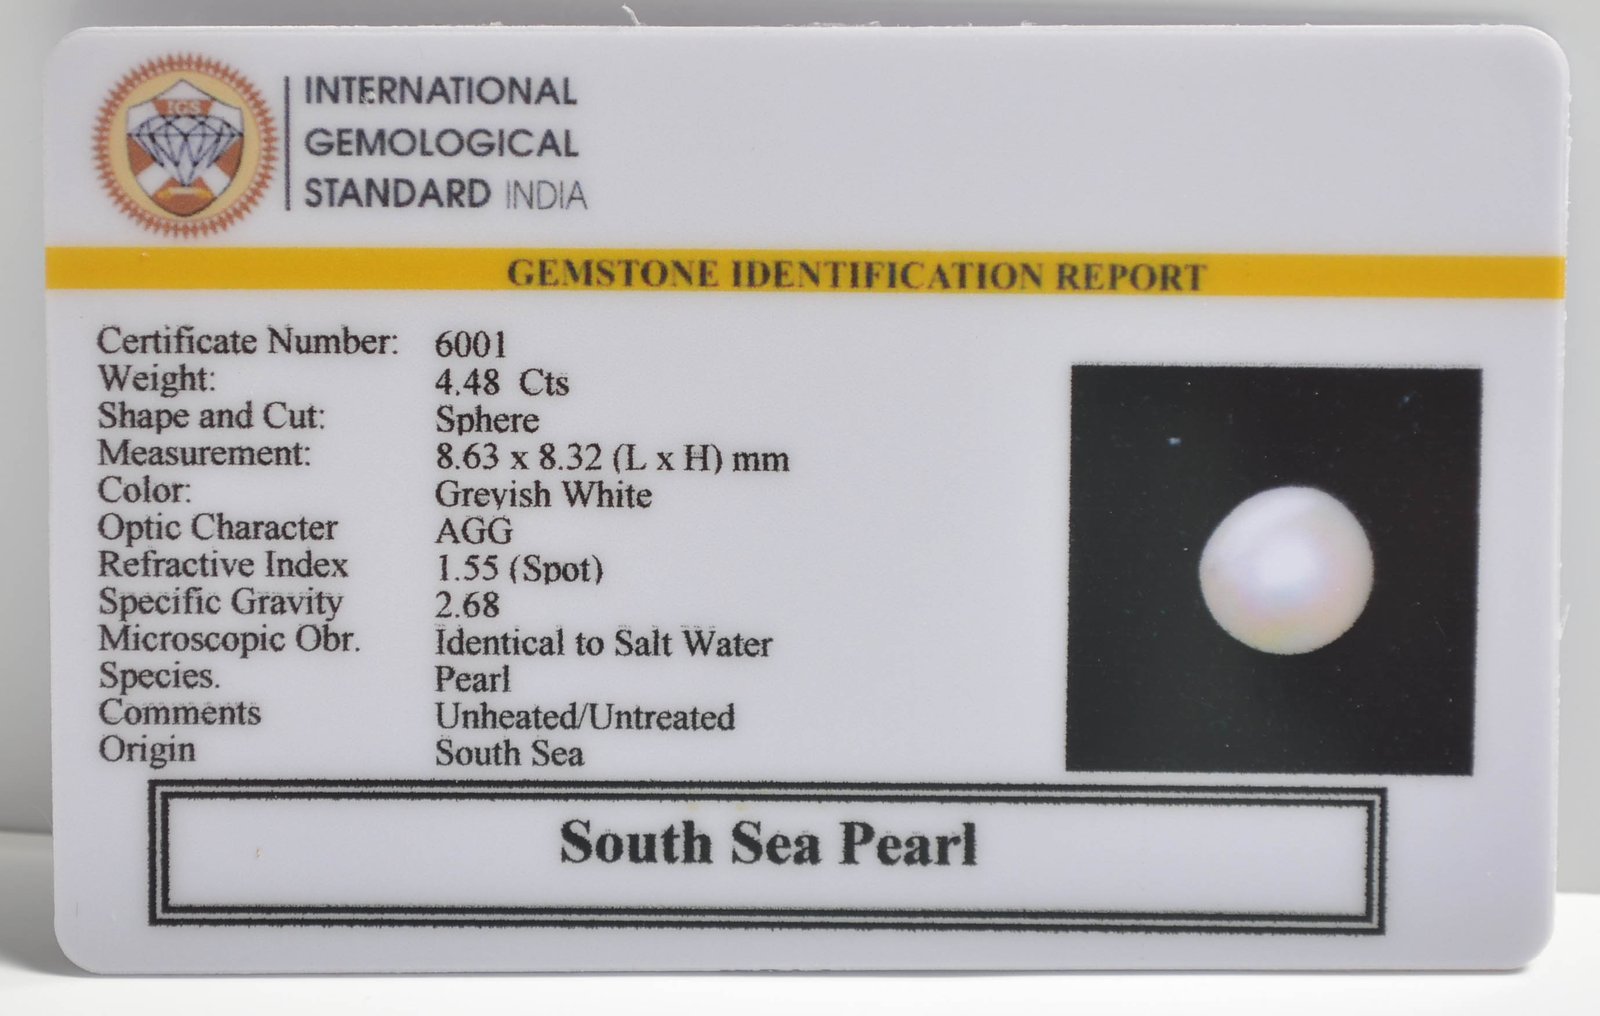 IGS
INTERNATIONAL
GEMOLOGICAL
STANDARD INDIA
GEMSTONE IDENTIFICATION REPORT
Certificate Number: 6001
Weight: 4.48 Cts
Shape and Cut: Sphere
Measurement: 8.63 x 8.32 (L x H) mm
Color: Greyish White
Optic Character AGG
Refractive Index 1.55 (Spot)
Specific Gravity 2.68
Microscopic Obr. Identical to Salt Water
Species. Pearl
Comments Unheated/Untreated
Origin South Sea
South Sea Pearl